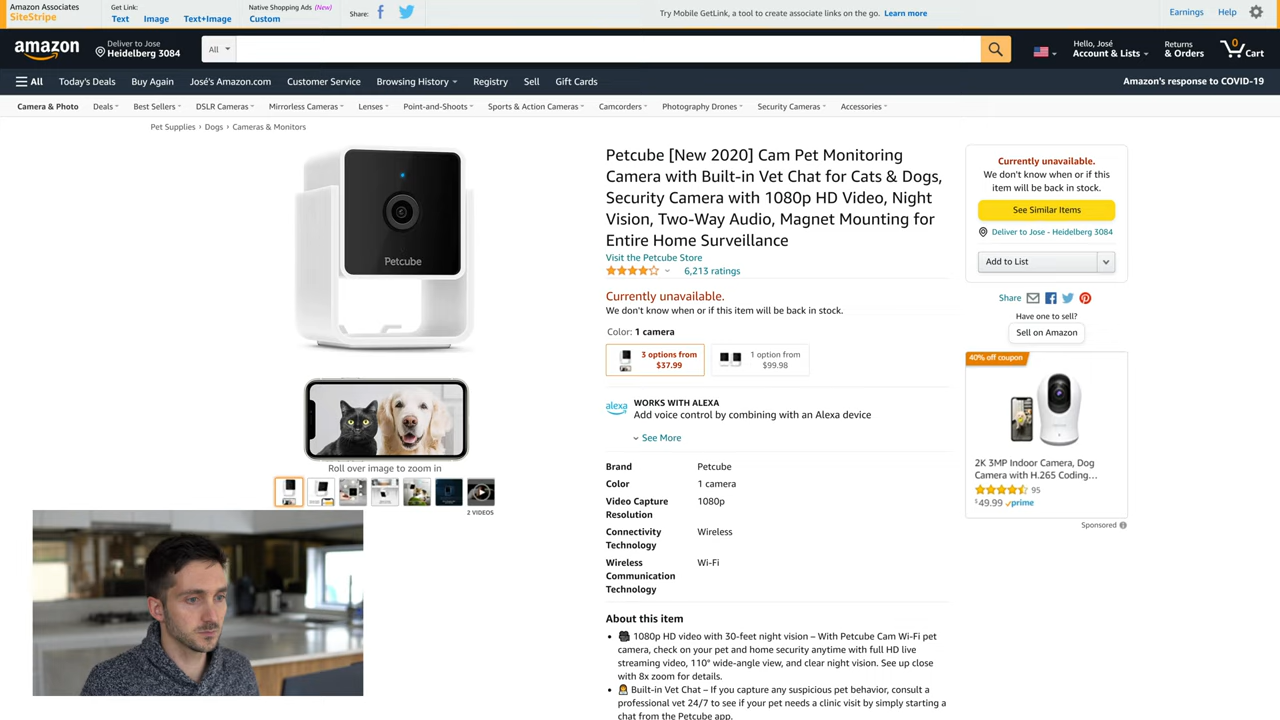 Amazon Associates
SiteStripe
Get Link:
Text Image Text+Image
Native Shopping Ads (New)
Custom
Share:
Try Mobile GetLink, a tool to create associate links on the go. Learn more
Earnings Help
amazon
Deliver to Jose
Heidelberg 3084
All
Hello, José
Account & Lists
Returns
& Orders
0
Cart
All Today's Deals Buy Again José's Amazon.com Customer Service Browsing History Registry Sell Gift Cards
Amazon's response to COVID-19
Camera & Photo Deals Best Sellers DSLR Cameras Mirrorless Cameras Lenses Point-and-Shoots Sports & Action Cameras Camcorders Photography Drones Security Cameras Accessories
Pet Supplies › Dogs › Cameras & Monitors
Petcube
Roll over image to zoom in
2 VIDEOS
Petcube [New 2020] Cam Pet Monitoring
Camera with Built-in Vet Chat for Cats & Dogs,
Security Camera with 1080p HD Video, Night
Vision, Two-Way Audio, Magnet Mounting for
Entire Home Surveillance
Visit the Petcube Store
6,213 ratings
Currently unavailable.
We don't know when or if this item will be back in stock.
Color: 1 camera
3 options from
$37.99
1 option from
$99.98
alexa
WORKS WITH ALEXA
Add voice control by combining with an Alexa device
See More
Brand Petcube
Color 1 camera
Video Capture 1080p
Resolution
Connectivity Wireless
Technology
Wireless Wi-Fi
Communication
Technology
About this item
1080p HD video with 30-feet night vision – With Petcube Cam Wi-Fi pet
camera, check on your pet and home security anytime with full HD live
streaming video, 110° wide-angle view, and clear night vision. See up close
with 8x zoom for details.
Built-in Vet Chat – If you capture any suspicious pet behavior, consult a
professional vet 24/7 to see if your pet needs a clinic visit by simply starting a
chat from the Petcube app.
Currently unavailable.
We don't know when or if this
item will be back in stock.
See Similar Items
Deliver to Jose - Heidelberg 3084
Add to List
Share
Have one to sell?
Sell on Amazon
40% off coupon
2K 3MP Indoor Camera, Dog
Camera with H.265 Coding...
95
$49.99 prime
Sponsored